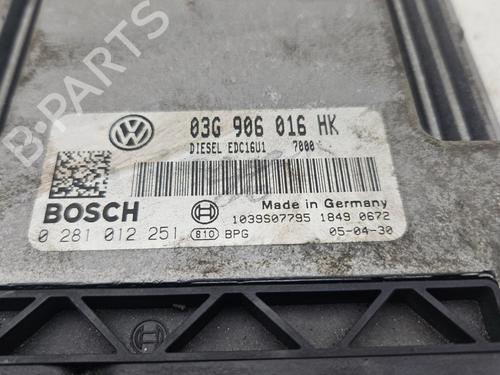 03G 906 016 HK
DIESEL EDC16U1 7000
BOSCH
Made in Germany
1039S07795 1849 0672
0 281 012 251 810 BPG 05-04-30
B-PARTS